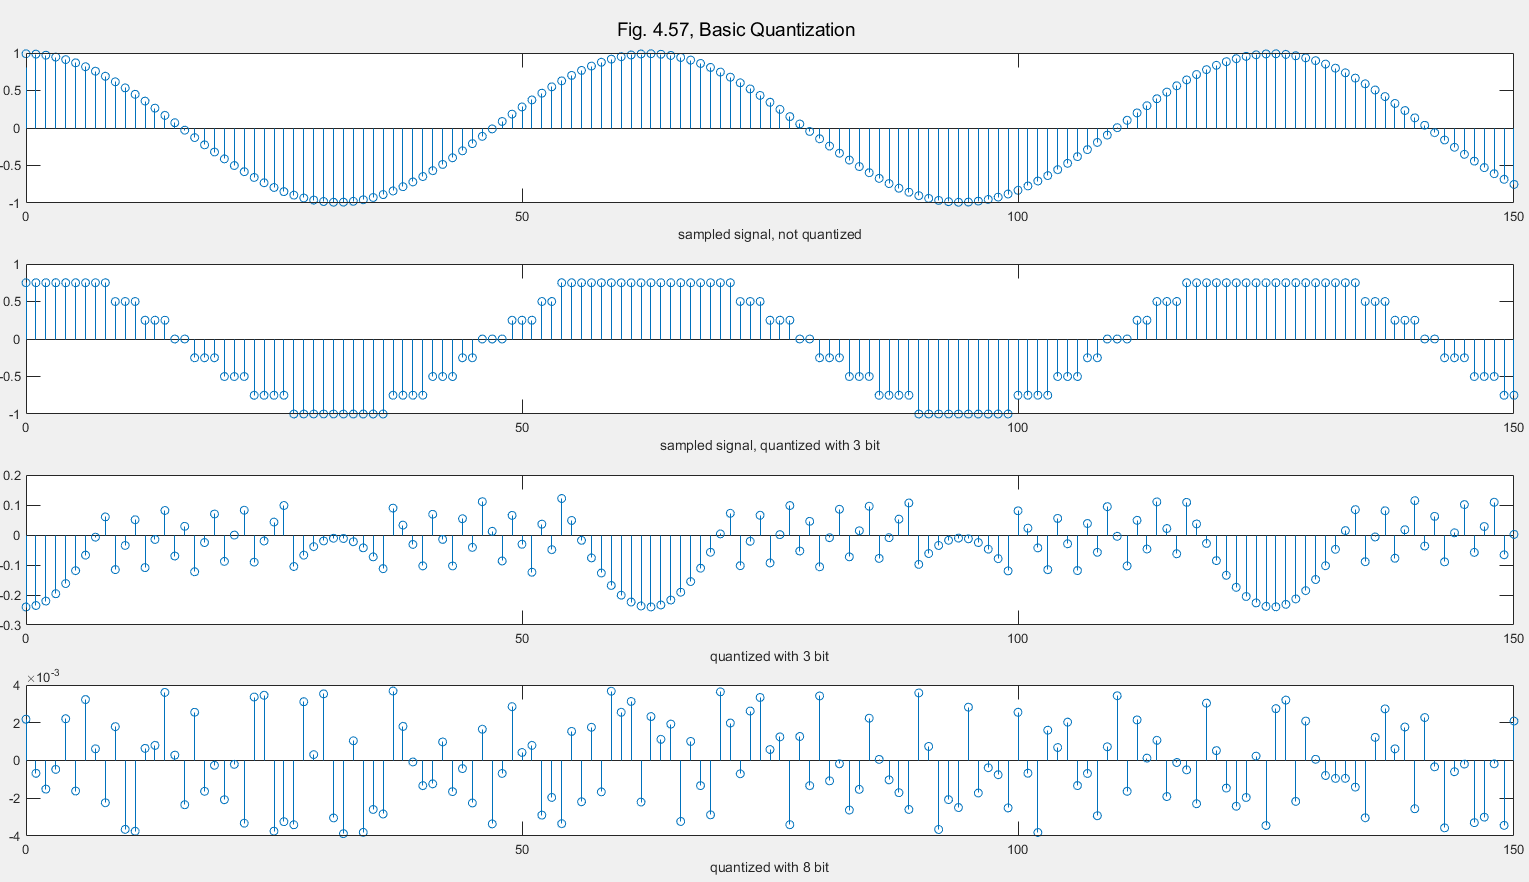 Fig. 4.57, Basic Quantization
1
0.5
0
-0.5
-1
0 50 100 150
sampled signal, not quantized
1
0.5
0
-0.5
-1
0 50 100 150
sampled signal, quantized with 3 bit
0.2
0.1
0
-0.1
-0.2
-0.3
0 50 100 150
quantized with 3 bit
×10-3
4
2
0
-2
-4
0 50 100 150
quantized with 8 bit